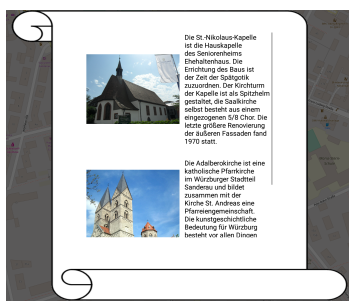 Die St.-Nikolaus-Kapelle
ist die Hauskapelle
des Seniorenheims
Ehehaltenhaus. Die
Errichtung des Baus ist
der Zeit der Spätgotik
zuzuordnen. Der Kirchturm
der Kapelle ist als Spitzhelm
gestaltet, die Saalkirche
selbst besteht aus einem
eingezogenen 5/8 Chor. Die
letzte größere Renovierung
der äußeren Fassaden fand
1970 statt.
Die Adalberokirche ist eine
katholische Pfarrkirche
im Würzburger Stadtteil
Sanderau und bildet
zusammen mit der
Kirche St. Andreas eine
Pfarreiengemeinschaft.
Die kunstgeschichtliche
Bedeutung für Würzburg
besteht vor allen Dingen